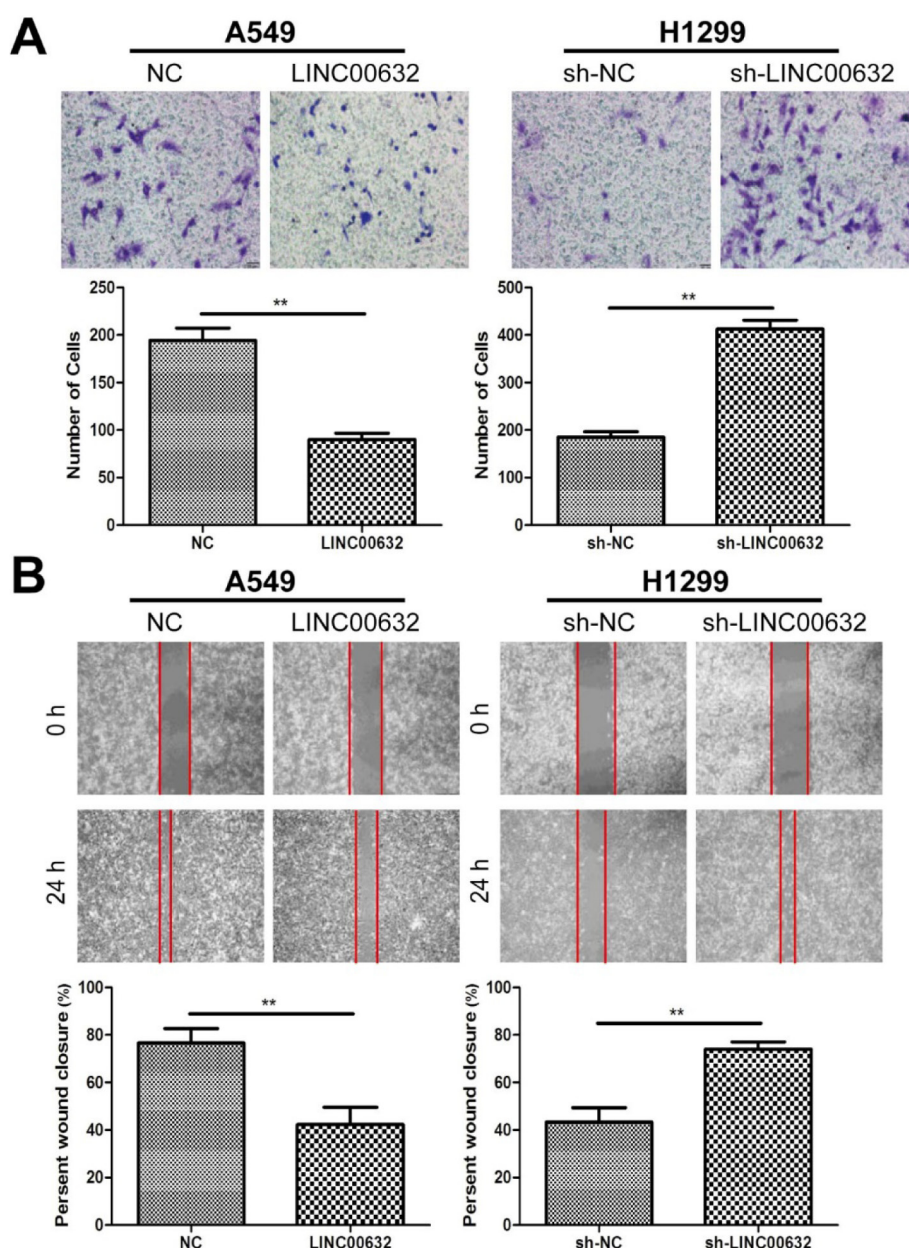 A
A549
H1299
NC
LINC00632
sh-NC
sh-LINC00632
Number of Cells
250
200
150
100
50
0
**
NC
LINC00632
Number of Cells
500
400
300
200
100
0
**
sh-NC
sh-LINC00632
B
A549
H1299
NC
LINC00632
sh-NC
sh-LINC00632
0 h
0 h
24 h
24 h
Persent wound closure (%)
100
80
60
40
20
0
**
NC
LINC00632
Persent wound closure (%)
100
80
60
40
20
0
**
sh-NC
sh-LINC00632